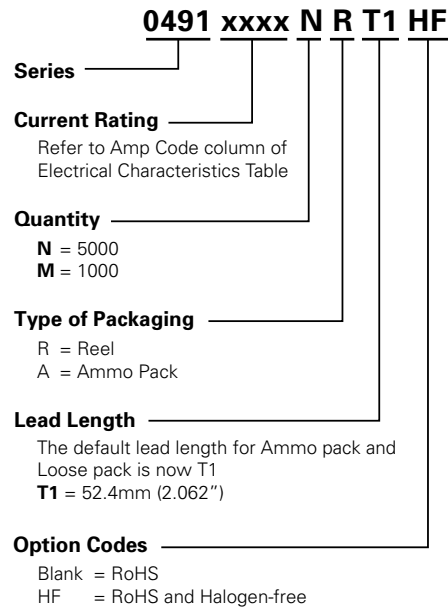 0491 xxxx N R T1 HF
Series
Current Rating
Refer to Amp Code column of
Electrical Characteristics Table
Quantity
N = 5000
M = 1000
Type of Packaging
R = Reel
A = Ammo Pack
Lead Length
The default lead length for Ammo pack and
Loose pack is now T1
T1 = 52.4mm (2.062”)
Option Codes
Blank = RoHS
HF = RoHS and Halogen-free